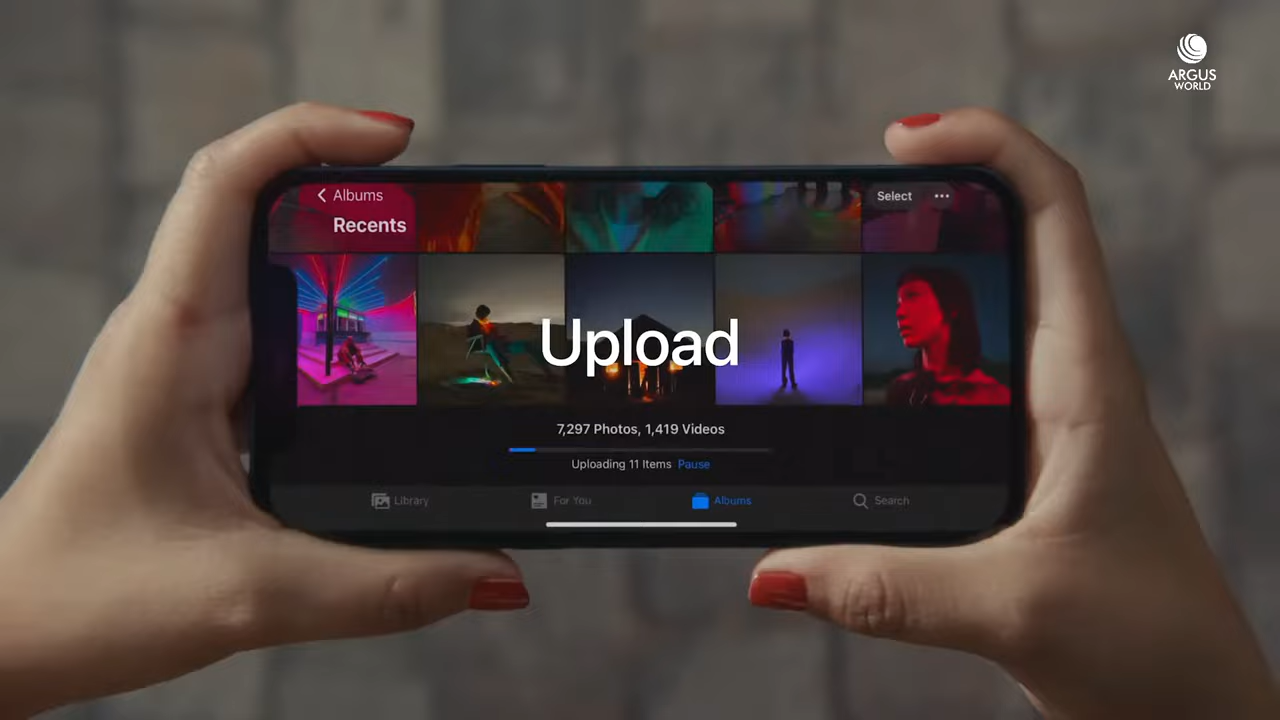 ARGUS
WORLD
Albums
Recents
Select
Upload
7,297 Photos, 1,419 Videos
Uploading 11 Items Pause
Library
For You
Albums
Search